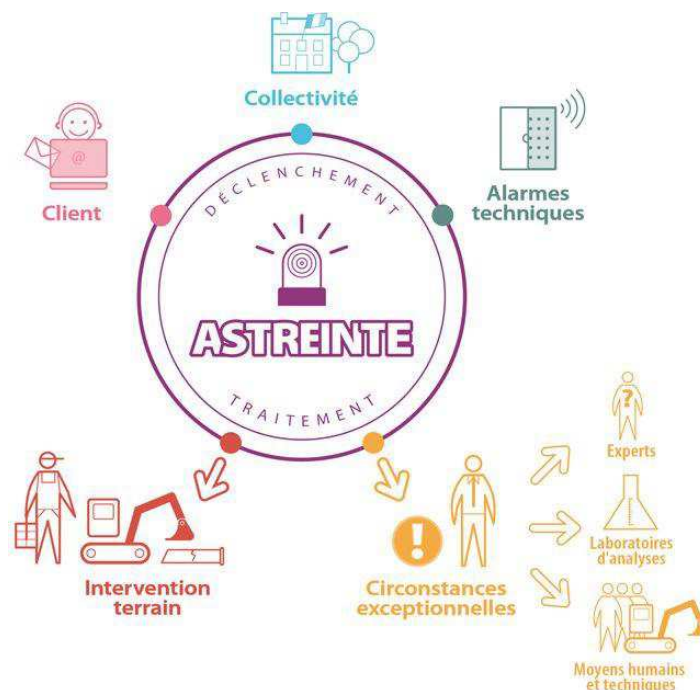 Collectivité
Client
Alarmes
techniques
DÉCLENCHEMENT
@
ASTREINTE
TRAITEMENT
Intervention
terrain
!
Circonstances
exceptionnelles
?
Experts
Laboratoires
d'analyses
Moyens humains
et techniques